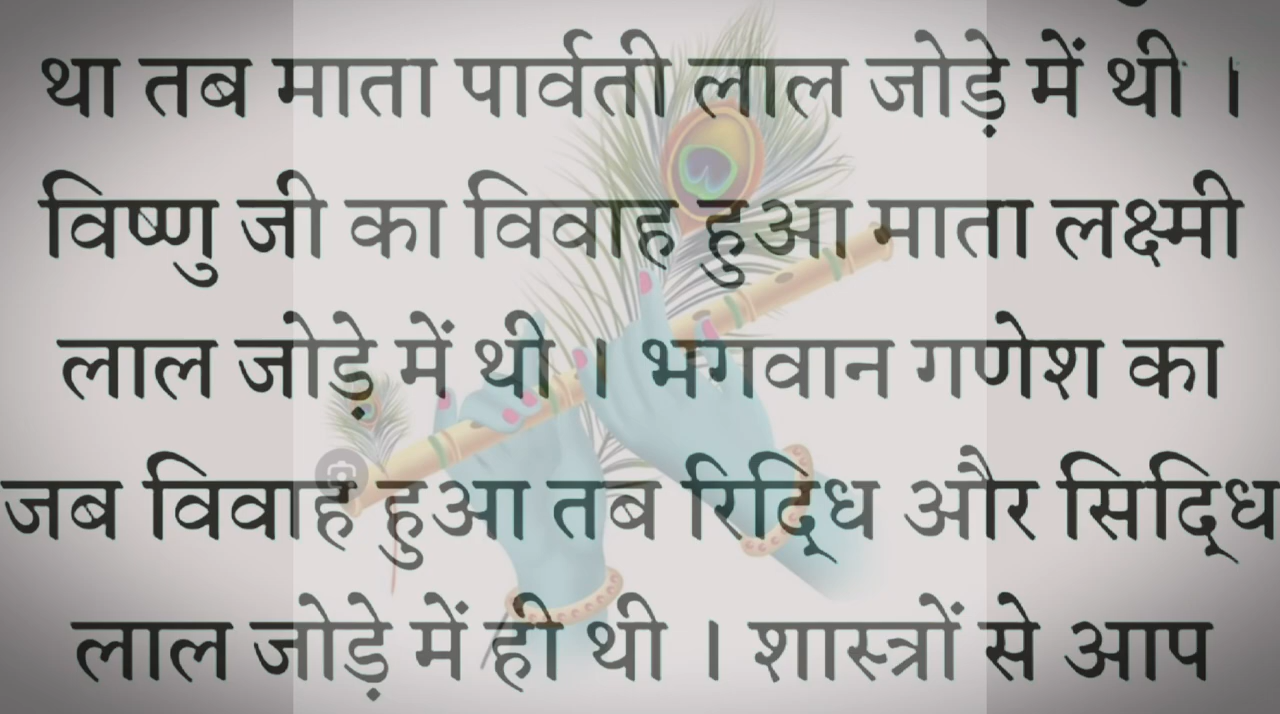 था तब माता पार्वती लाल जोड़े में थी ।
विष्णु जी का विवाह हुआ माता लक्ष्मी
लाल जोड़े में थी । भगवान गणेश का
जब विवाह हुआ तब रिद्धि और सिद्धि
लाल जोड़े में ही थी । शास्त्रों से आप